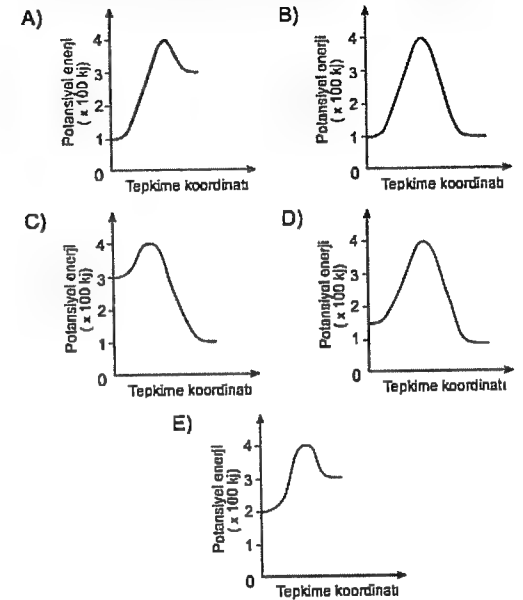 A)
Potansiyel enerji
( x 100 kj)
4
3
2
1
0
Tepkime koordinatı
B)
Potansiyel enerji
( x 100 kj)
4
3
2
1
0
Tepkime koordinatı
C)
Potansiyel enerji
( x 100 kj)
4
3
2
1
0
Tepkime koordinatı
D)
Potansiyel enerji
( x 100 kj)
4
3
2
1
0
Tepkime koordinatı
E)
Potansiyel enerji
( x 100 kj)
4
3
2
1
0
Tepkime koordinatı